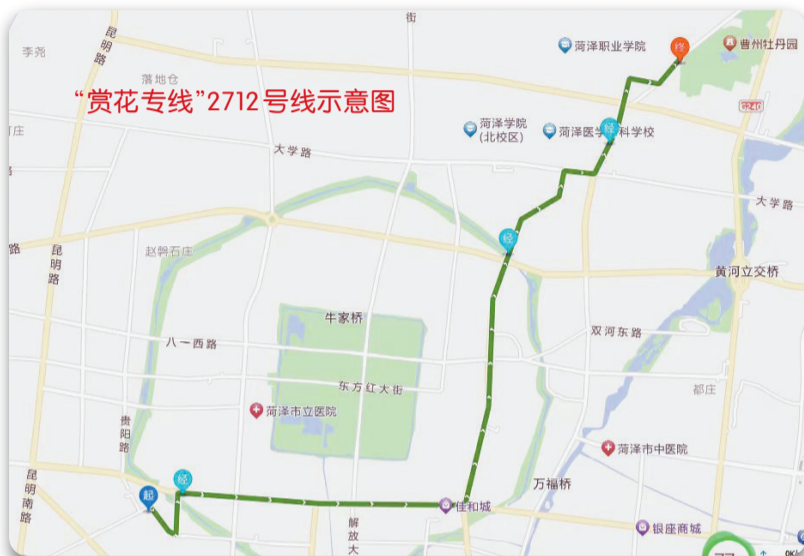 街
昆明路
李尧
菏泽职业学院
终
曹州牡丹园
落地仓
“赏花专线”2712号线示意图
菏泽学院
(北校区)
菏泽医学
科学校
经
大学路
大学路
经
赵磐石庄
昆明路
黄河立交桥
牛家桥
双河东路
八一西路
东方红大街
都庄
菏泽市立医院
贵阳路
菏泽市中医院
昆明南路
起
经
佳和城
万福桥
解放大
银座商城